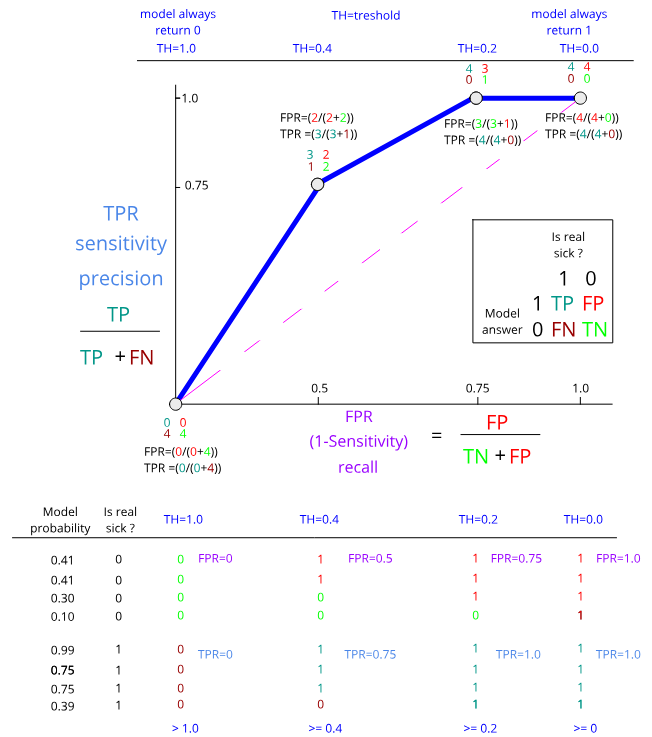 model always return 0
TH=treshold
model always return 1
TH=1.0 TH=0.4 TH=0.2 TH=0.0
4 3
0 1
4 4
0 0
1.0
FPR=(2/(2+2))
TPR =(3/(3+1))
FPR=(3/(3+1))
TPR =(4/(4+0))
FPR=(4/(4+0))
TPR =(4/(4+0))
3 2
1 2
0.75
TPR
sensitivity
precision
TP
TP + FN
Is real
sick ?
1 0
Model
answer
1 TP FP
0 FN TN
0.5 0.75 1.0
0 0
4 4
FPR=(0/(0+4))
TPR =(0/(0+4))
FPR
(1-Sensitivity)
recall
=
FP
TN + FP
Model probability
Is real sick ?
TH=1.0 TH=0.4 TH=0.2 TH=0.0
0.41 0 0 FPR=0 1 FPR=0.5 1 FPR=0.75 1 FPR=1.0
0.41 0 0 1 1 1
0.30 0 0 0 1 1
0.10 0 0 0 0 1
0.99 1 0 TPR=0 1 TPR=0.75 1 TPR=1.0 1 TPR=1.0
0.75 1 0 1 1 1
0.75 1 0 1 1 1
0.39 1 0 0 1 1
> 1.0 >= 0.4 >= 0.2 >= 0